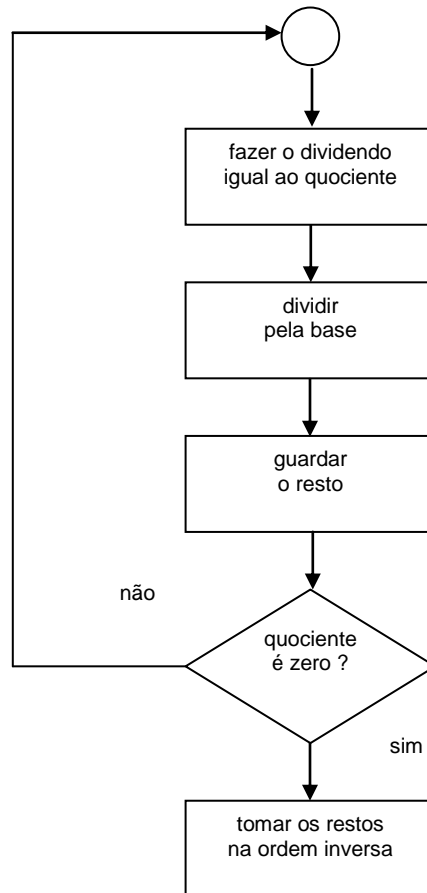 fazer o dividendo
igual ao quociente
dividir
pela base
guardar
o resto
não
quociente
é zero ?
sim
tomar os restos
na ordem inversa